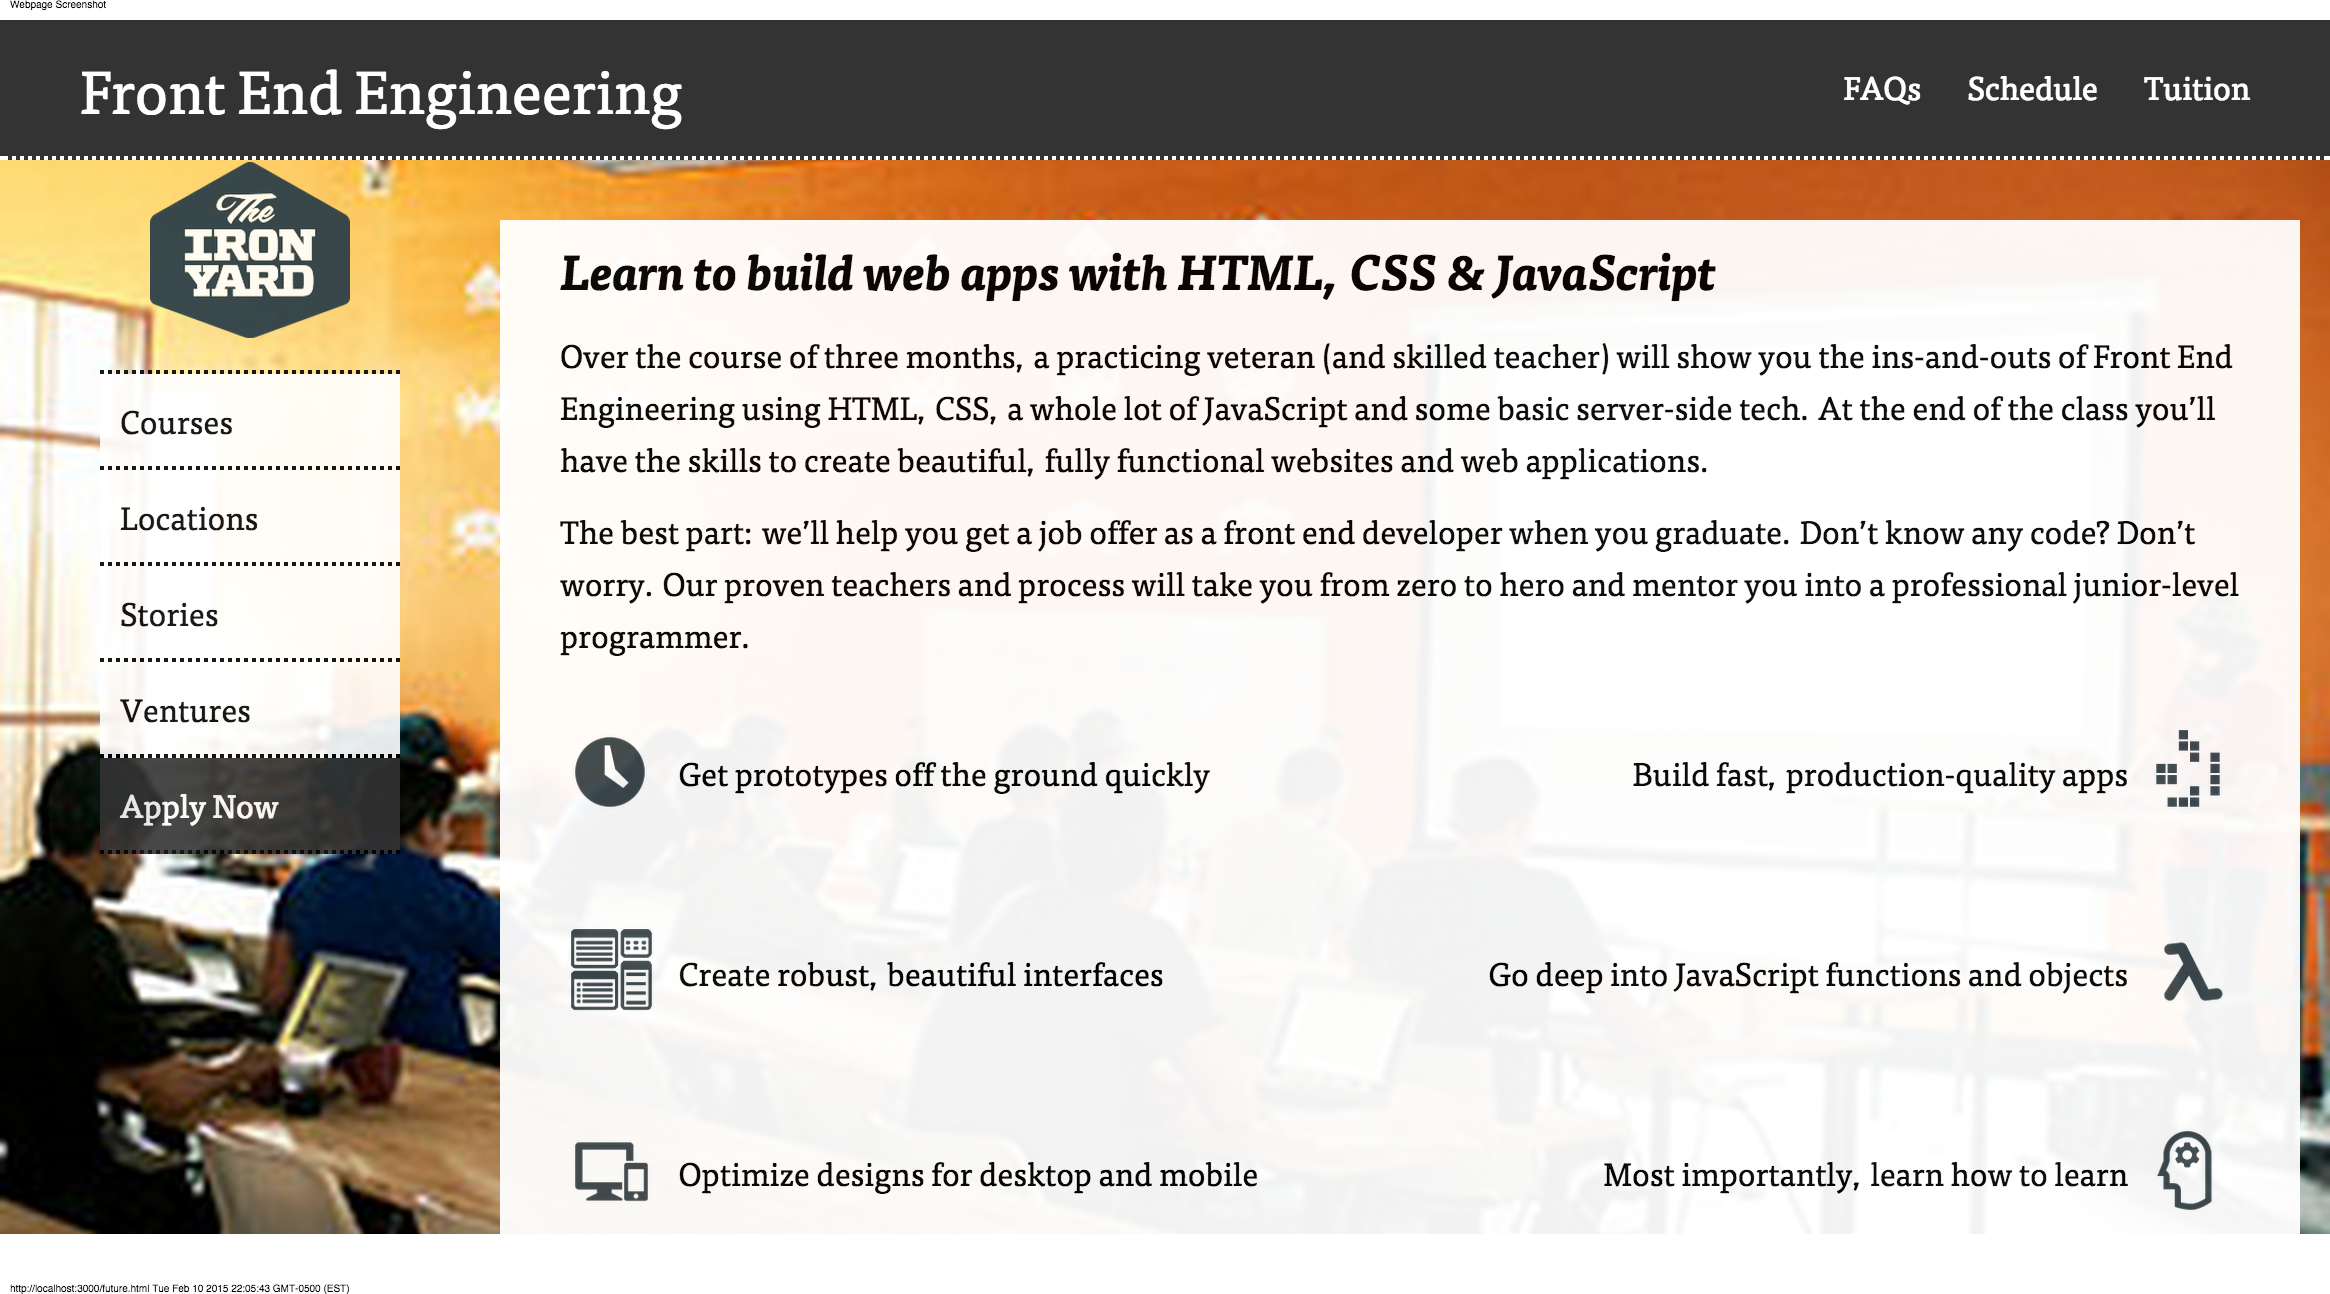 Webpage Screenshot
Front End Engineering
FAQs Schedule Tuition
The
IRON
YARD
Courses
Locations
Stories
Ventures
Apply Now
Learn to build web apps with HTML, CSS & JavaScript
Over the course of three months, a practicing veteran (and skilled teacher) will show you the ins-and-outs of Front End
Engineering using HTML, CSS, a whole lot of JavaScript and some basic server-side tech. At the end of the class you’ll
have the skills to create beautiful, fully functional websites and web applications.
The best part: we’ll help you get a job offer as a front end developer when you graduate. Don’t know any code? Don’t
worry. Our proven teachers and process will take you from zero to hero and mentor you into a professional junior-level
programmer.
Get prototypes off the ground quickly
Build fast, production-quality apps
Create robust, beautiful interfaces
Go deep into JavaScript functions and objects
λ
Optimize designs for desktop and mobile
Most importantly, learn how to learn
http://localhost:3000/future.html Tue Feb 10 2015 22:05:43 GMT-0500 (EST)